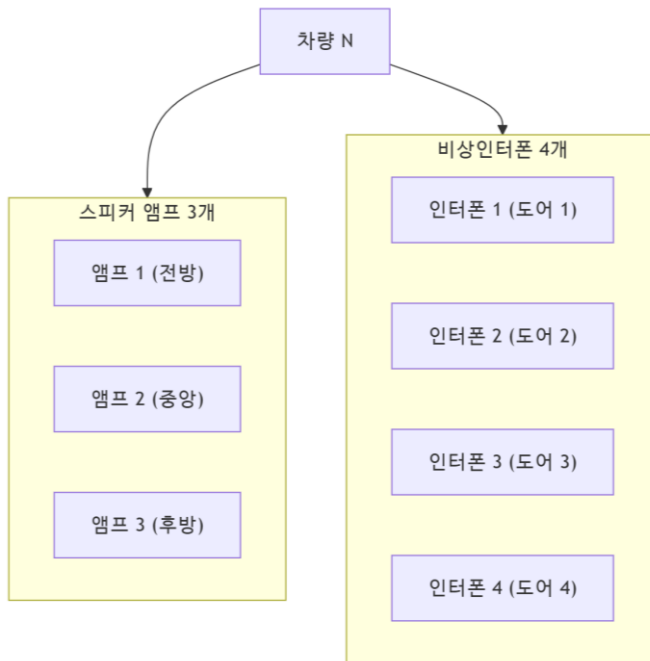 차량 N
스피커 앰프 3개
앰프 1 (전방)
앰프 2 (중앙)
앰프 3 (후방)
비상인터폰 4개
인터폰 1 (도어 1)
인터폰 2 (도어 2)
인터폰 3 (도어 3)
인터폰 4 (도어 4)